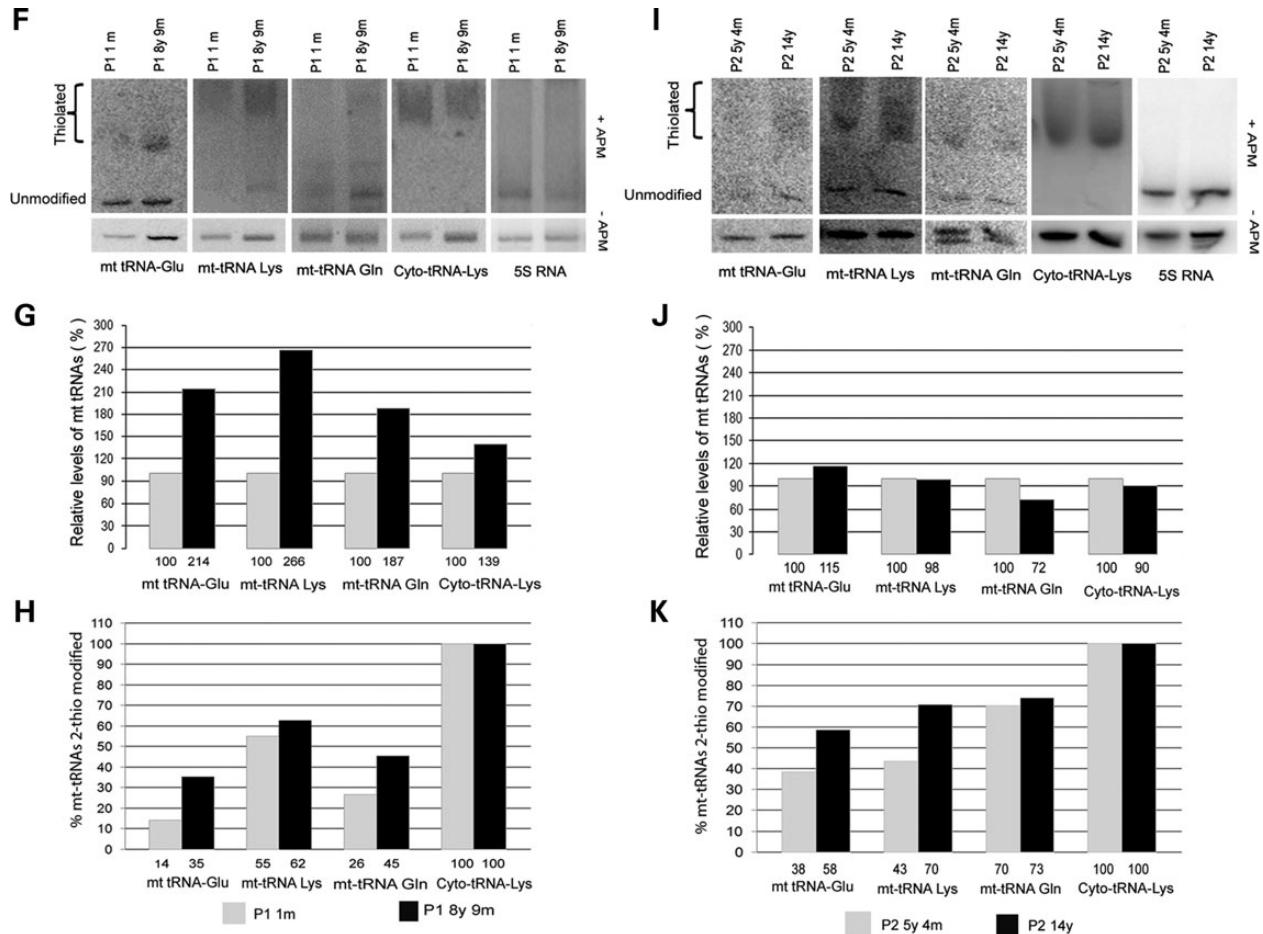 F
P1 1 m
P1 8y 9m
P1 1 m
P1 8y 9m
P1 1 m
P1 8y 9m
P1 1 m
P1 8y 9m
P1 1 m
P1 8y 9m
Thiolated
Unmodified
+ APM
- APM
mt tRNA-Glu mt-tRNA Lys mt-tRNA Gln Cyto-tRNA-Lys 5S RNA
G
Relative levels of mt tRNAs ( % )
300
270
240
210
180
150
120
90
60
30
0
100 214 100 266 100 187 100 139
mt tRNA-Glu mt-tRNA Lys mt-tRNA Gln Cyto-tRNA-Lys
H
% mt-tRNAs 2-thio modified
110
100
90
80
70
60
50
40
30
20
10
0
14 35 55 62 26 45 100 100
mt tRNA-Glu mt-tRNA Lys mt-tRNA Gln Cyto-tRNA-Lys
P1 1m P1 8y 9m
I
P2 5y 4m
P2 14y
P2 5y 4m
P2 14y
P2 5y 4m
P2 14y
P2 5y 4m
P2 14y
P2 5y 4m
P2 14y
Thiolated
Unmodified
+ APM
- APM
mt tRNA-Glu mt-tRNA Lys mt-tRNA Gln Cyto-tRNA-Lys 5S RNA
J
Relative levels of mt tRNAs ( % )
300
270
240
210
180
150
120
90
60
30
0
100 115 100 98 100 72 100 90
mt tRNA-Glu mt-tRNA Lys mt-tRNA Gln Cyto-tRNA-Lys
K
% mt-tRNAs 2-thio modified
110
100
90
80
70
60
50
40
30
20
10
0
38 58 43 70 70 73 100 100
mt tRNA-Glu mt-tRNA Lys mt-tRNA Gln Cyto-tRNA-Lys
P2 5y 4m P2 14y